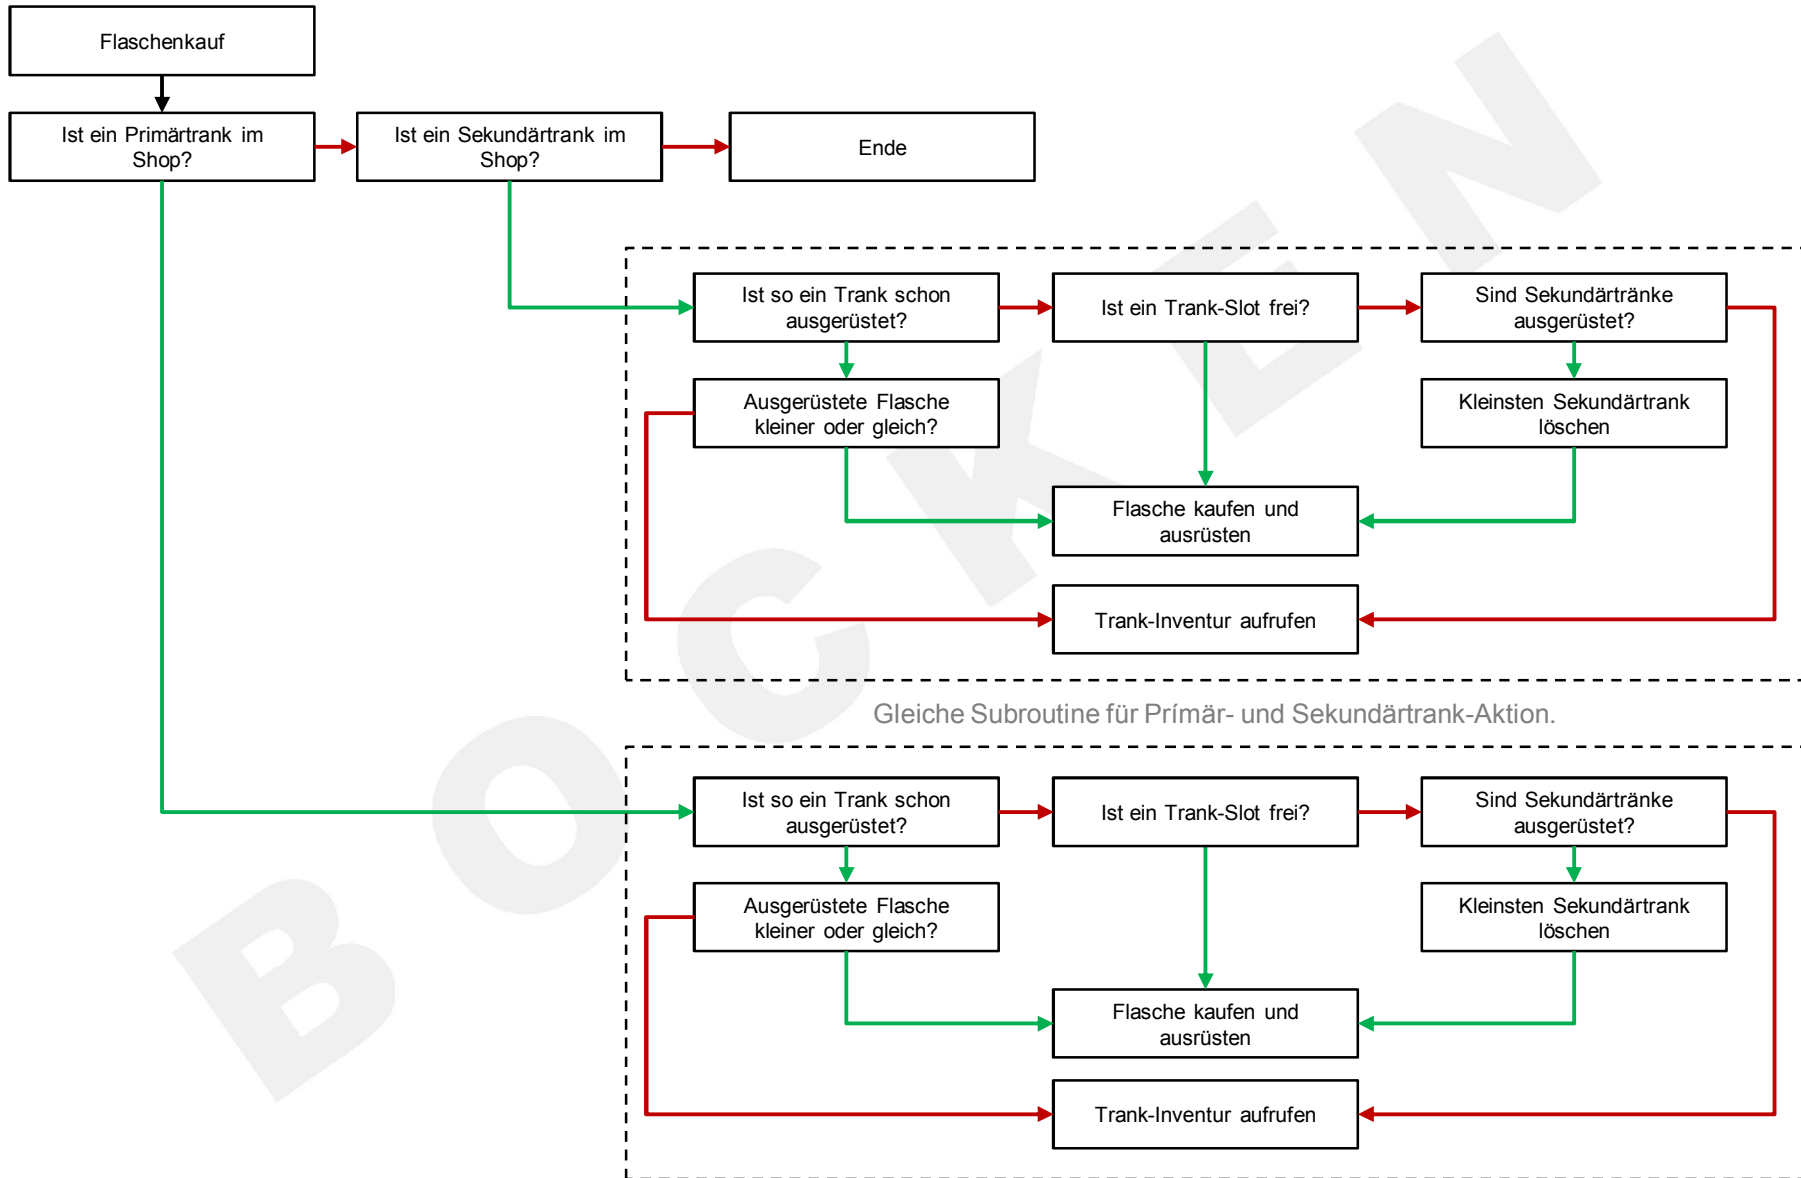 Flaschenkauf
Ist ein Primärtrank im
Shop?
Ist ein Sekundärtrank im
Shop?
Ende
Ist so ein Trank schon
ausgerüstet?
Ist ein Trank-Slot frei?
Sind Sekundärtränke
ausgerüstet?
Ausgerüstete Flasche
kleiner oder gleich?
Kleinsten Sekundärtrank
löschen
Flasche kaufen und
ausrüsten
Trank-Inventur aufrufen
Gleiche Subroutine für Prímär- und Sekundärtrank-Aktion.
Ist so ein Trank schon
ausgerüstet?
Ist ein Trank-Slot frei?
Sind Sekundärtränke
ausgerüstet?
Ausgerüstete Flasche
kleiner oder gleich?
Kleinsten Sekundärtrank
löschen
Flasche kaufen und
ausrüsten
Trank-Inventur aufrufen
BOCKEN